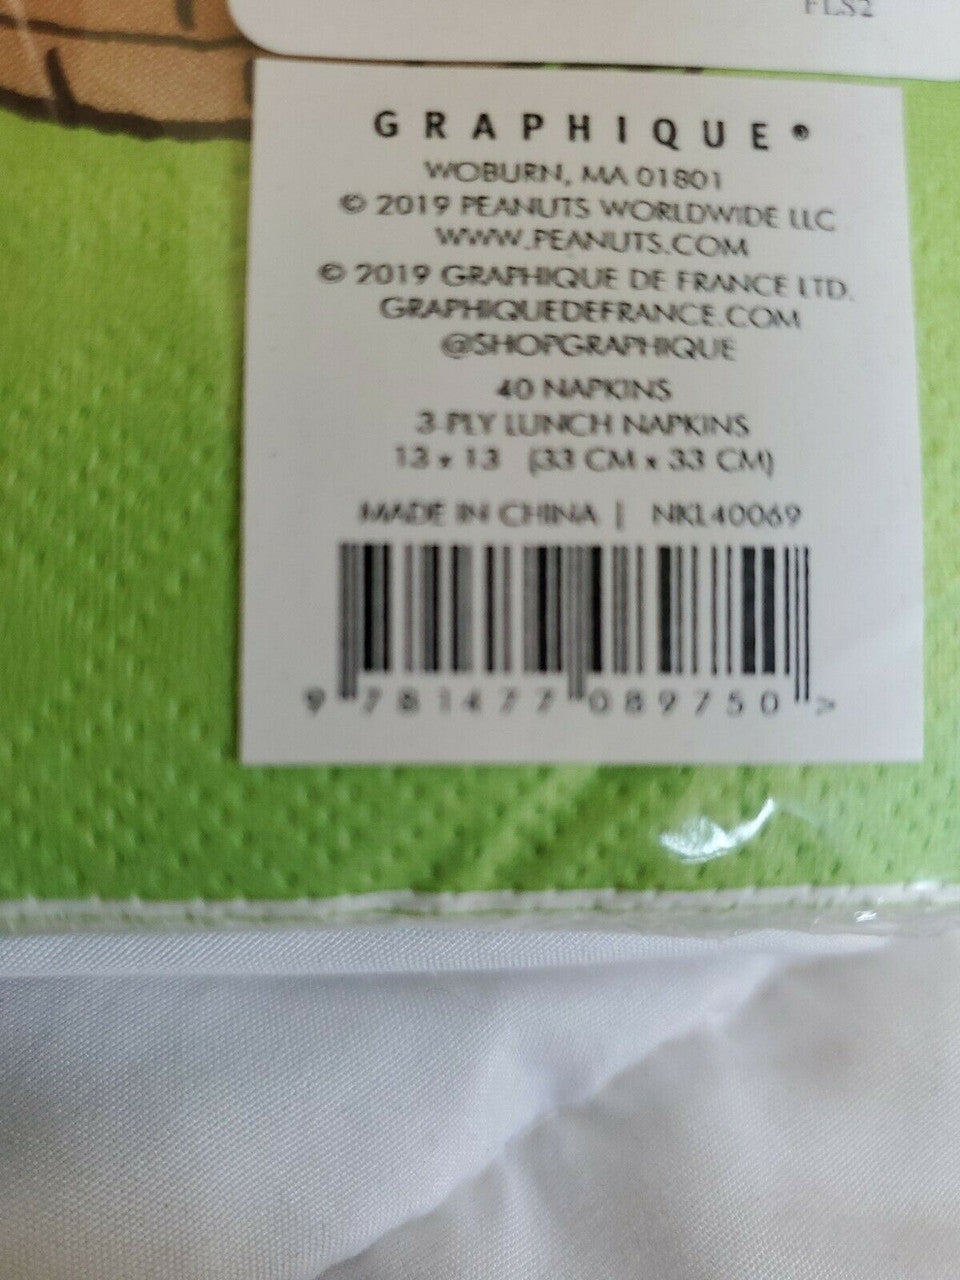 FLS2
GRAPHIQUE®
WOBURN, MA 01801
© 2019 PEANUTS WORLDWIDE LLC
WWW.PEANUTS.COM
© 2019 GRAPHIQUE DE FRANCE LTD.
GRAPHIQUEDEFRANCE.COM
@SHOPGRAPHIQUE
40 NAPKINS
3-PLY LUNCH NAPKINS
13 x 13 (33 CM x 33 CM)
MADE IN CHINA | NKL40069
9 781477 089750 >